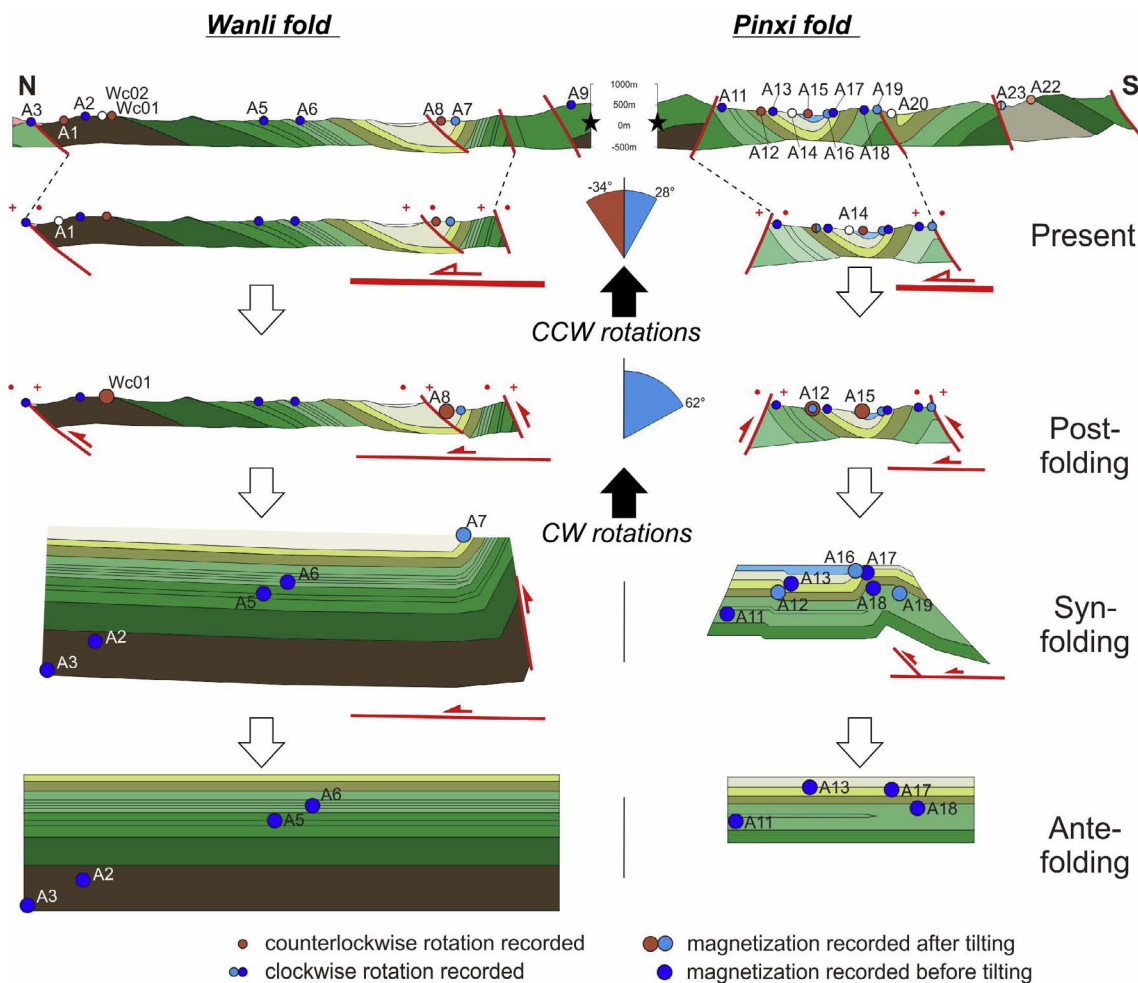 Wanli fold
Pinxi fold
N
S
Wc02
Wc01
A3
A1
A2
A5
A6
A8
A7
A9
1000m
500m
0m
-500m
A11
A13
A15
A17
A19
A20
A23
A22
A12
A14
A16
A18
A1
-34°
28°
A14
Present
CCW rotations
Wc01
A8
62°
A12
A15
Post-
folding
CW rotations
A7
A6
A5
A2
A3
A16
A17
A13
A12
A18
A19
A11
Syn-
folding
A6
A5
A2
A3
A13
A17
A18
A11
Ante-
folding
counterlockwise rotation recorded
clockwise rotation recorded
magnetization recorded after tilting
magnetization recorded before tilting